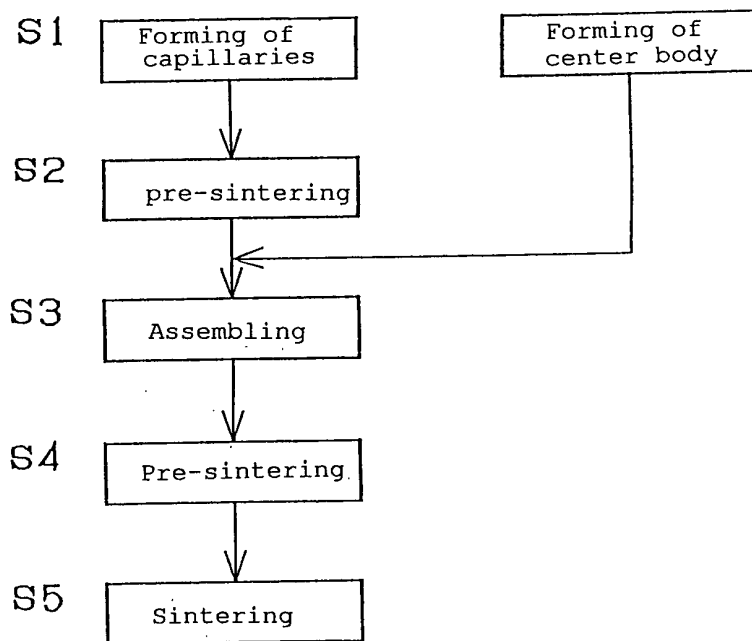 S1
Forming of
capillaries
Forming of
center body
S2
pre-sintering
S3
Assembling
S4
Pre-sintering
S5
Sintering